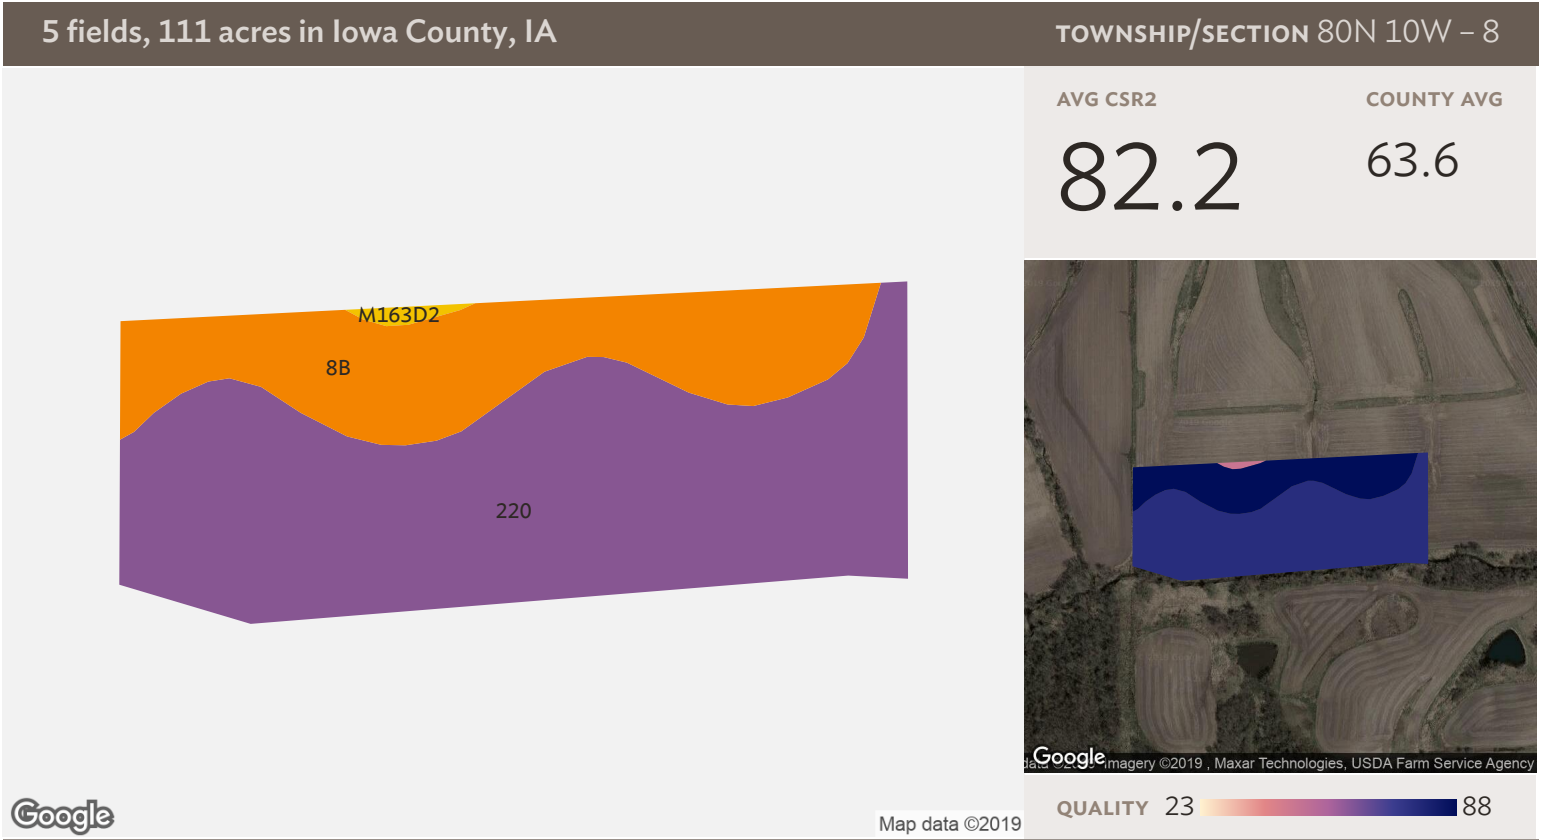 5 fields, 111 acres in Iowa County, IA
TOWNSHIP/SECTION 80N 10W – 8
AVG CSR2
COUNTY AVG
82.2
63.6
M163D2
8B
220
Google
Map data ©2019
Google
Imagery ©2019 , Maxar Technologies, USDA Farm Service Agency
QUALITY 23 88